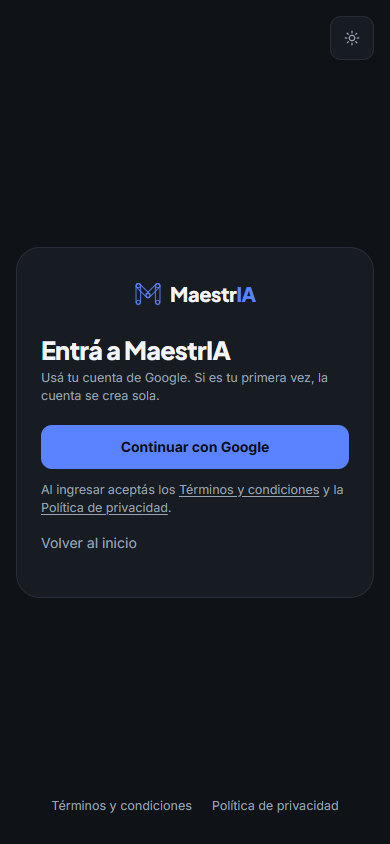 MaestrIA
Entrá a MaestrIA
Usá tu cuenta de Google. Si es tu primera vez, la
cuenta se crea sola.
Continuar con Google
Al ingresar aceptás los Términos y condiciones y la
Política de privacidad.
Volver al inicio
Términos y condiciones Política de privacidad